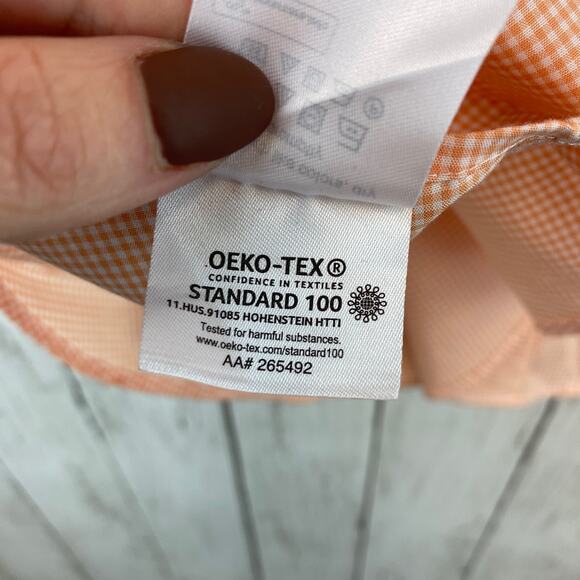 OEKO-TEX®
CONFIDENCE IN TEXTILES
STANDARD 100
11.HUS.91085 HOHENSTEIN HTTI
Tested for harmful substances.
www.oeko-tex.com/standard100
AA# 265492